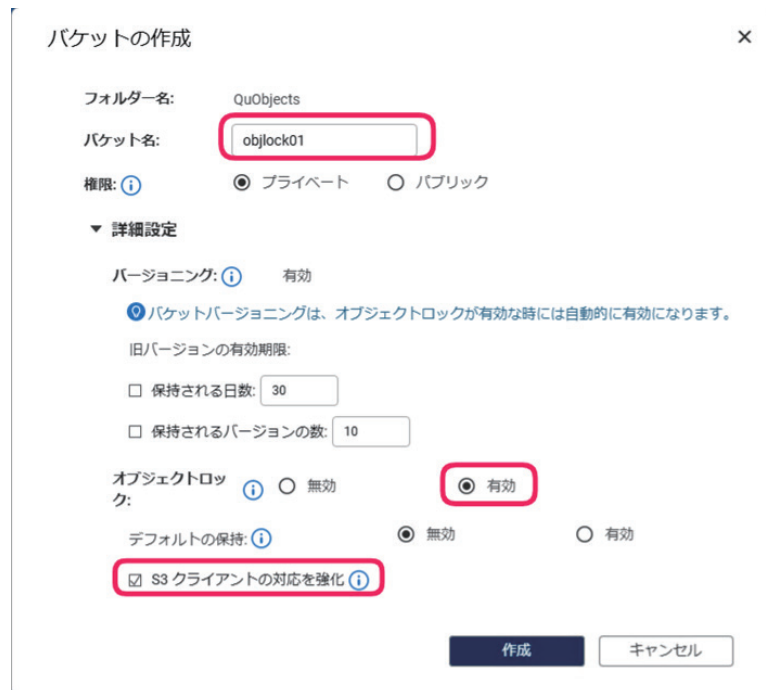 バケットの作成
フォルダー名: QuObjects
バケット名: objlock01
権限: プライベート パブリック
詳細設定
バージョニング: 有効
バケットバージョニングは、オブジェクトロックが有効な時には自動的に有効になります。
旧バージョンの有効期限:
保持される日数: 30
保持されるバージョンの数: 10
オブジェクトロッ
ク: 無効 有効
デフォルトの保持: 無効 有効
S3 クライアントの対応を強化
作成 キャンセル